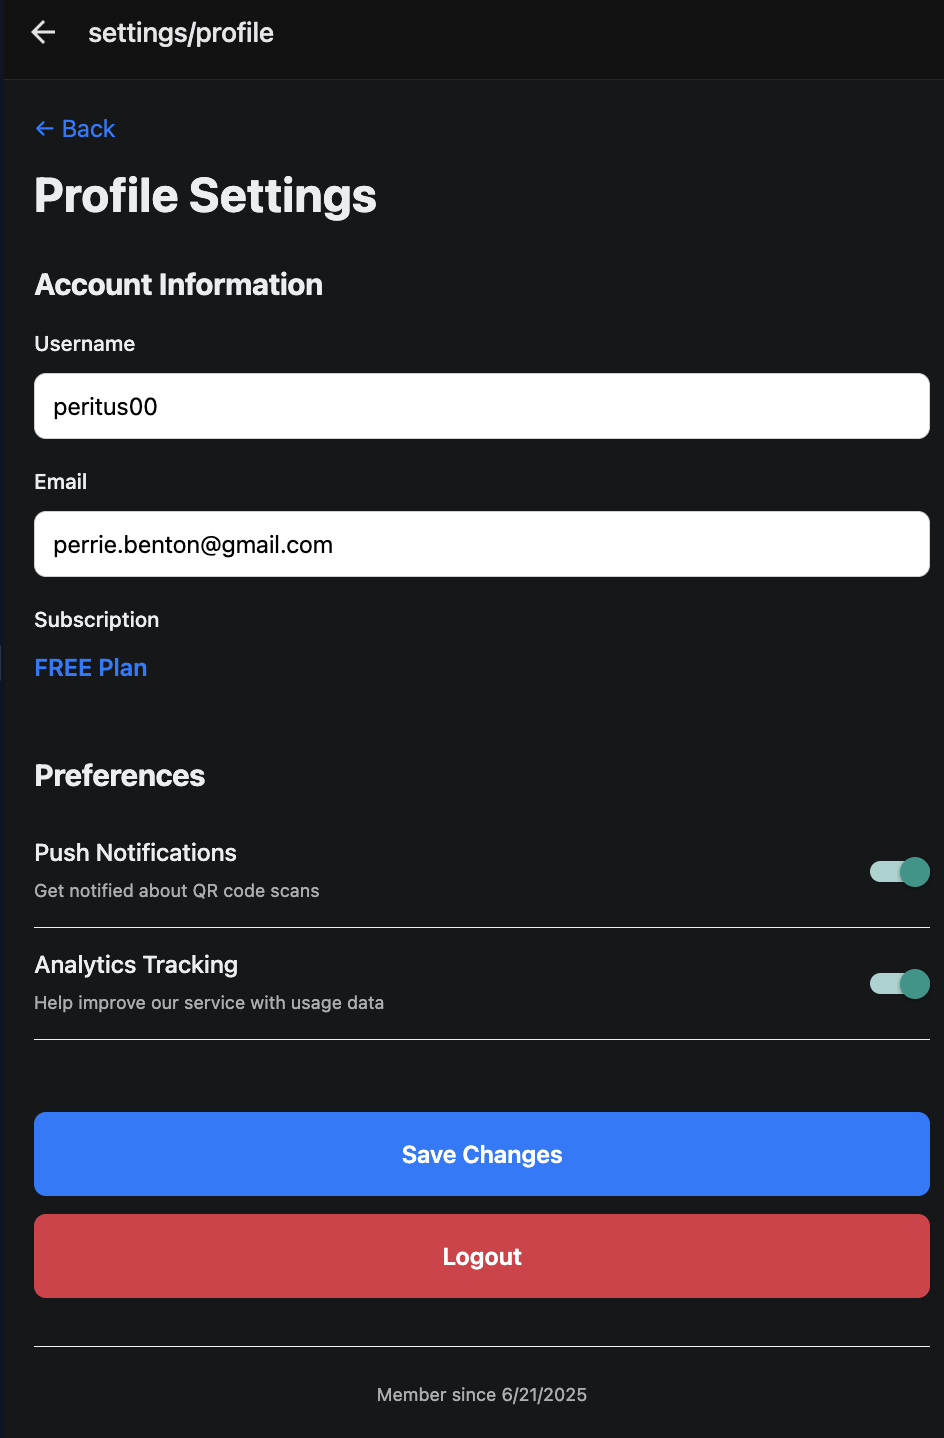 settings/profile
← Back
Profile Settings
Account Information
Username
peritus00
Email
perrie.benton@gmail.com
Subscription
FREE Plan
Preferences
Push Notifications
Get notified about QR code scans
Analytics Tracking
Help improve our service with usage data
Save Changes
Logout
Member since 6/21/2025